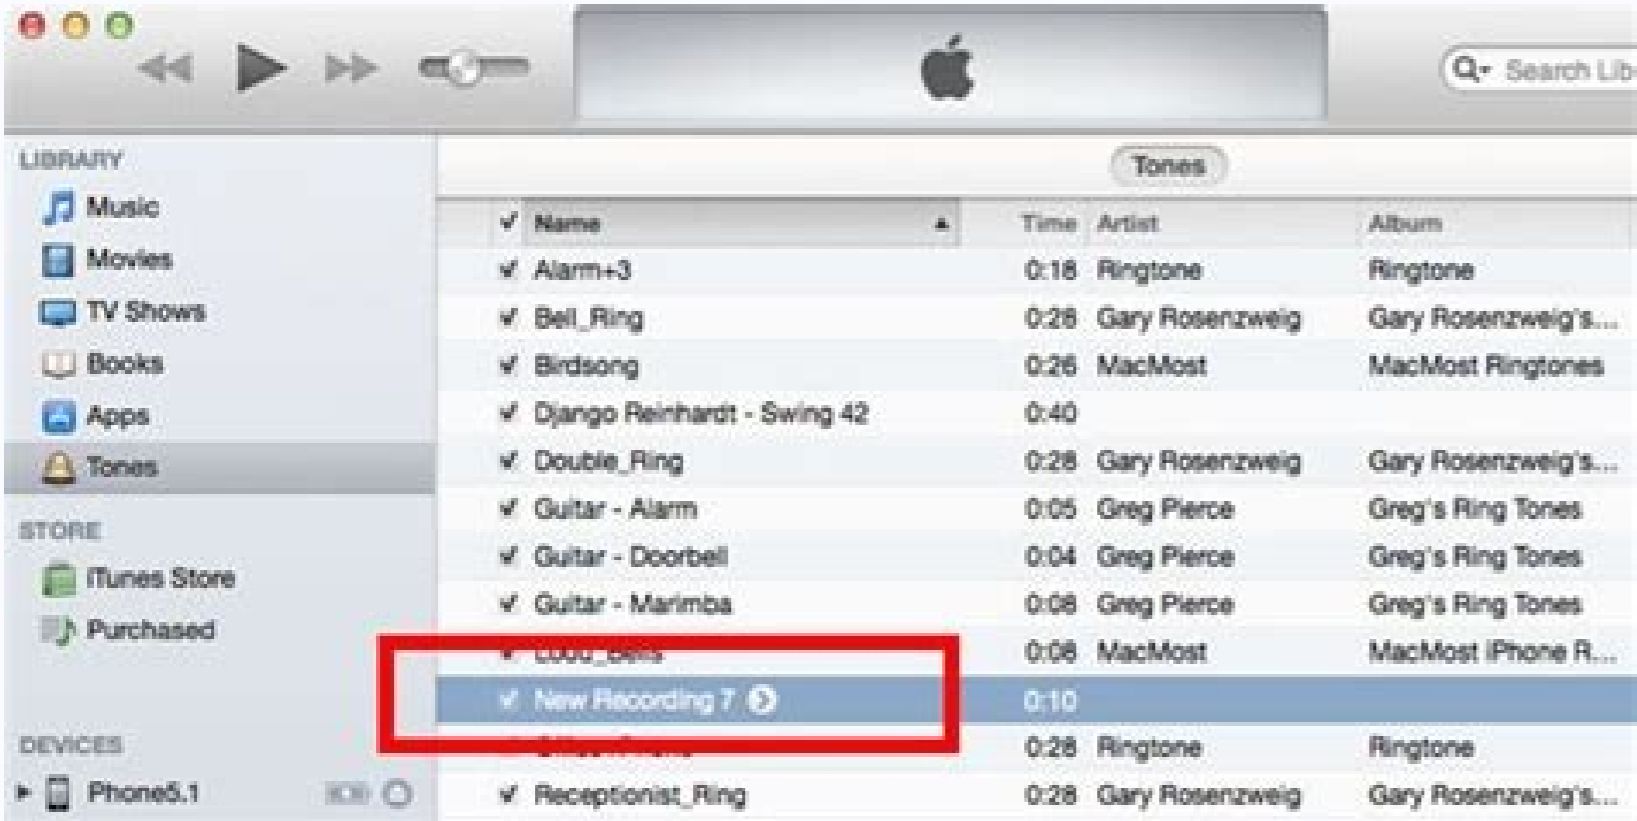 Search Lib
LIBRARY
Music
Movies
TV Shows
Books
Apps
Tones
STORE
iTunes Store
Purchased
DEVICES
Phone5.1
Tones
Name Time Artist Album
Alarm+3 0:18 Ringtone Ringtone
Bell_Ring 0:28 Gary Rosenzweig Gary Rosenzweig's...
Birdsong 0:26 MacMost MacMost Ringtones
Django Reinhardt - Swing 42 0:40
Double_Ring 0:28 Gary Rosenzweig Gary Rosenzweig's...
Guitar - Alarm 0:05 Greg Pierce Greg's Ring Tones
Guitar - Doorbell 0:04 Greg Pierce Greg's Ring Tones
Guitar - Marimba 0:08 Greg Pierce Greg's Ring Tones
Loud_Bells 0:08 MacMost MacMost iPhone R...
New Recording 7 0:10
0:28 Ringtone Ringtone
Receptionist_Ring 0:28 Gary Rosenzweig Gary Rosenzweig's...